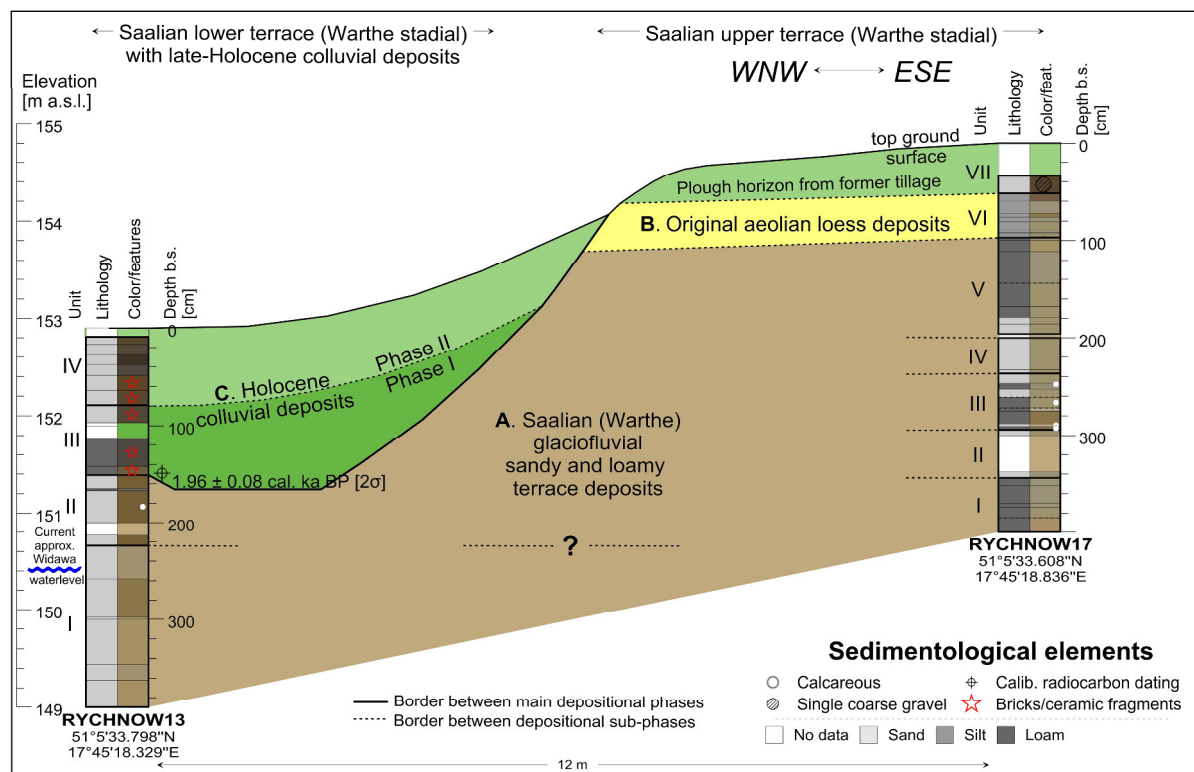 Saalian lower terrace (Warthe stadial)
with late-Holocene colluvial deposits
Saalian upper terrace (Warthe stadial)
WNW
ESE
Elevation
[m a.s.l.]
155
154
153
152
151
150
149
Unit
Lithology
Color/features
Depth b.s.
[cm]
0
100
200
300
IV
III
II
I
Current
approx.
Widawa
waterlevel
RYCHNOW13
51°5'33.798"N
17°45'18.329"E
C. Holocene
colluvial deposits
Phase II
Phase I
1.96 ± 0.08 cal. ka BP [2σ]
top ground
surface
Plough horizon from former tillage
B. Original aeolian loess deposits
A. Saalian (Warthe)
glaciofluvial
sandy and loamy
terrace deposits
?
Unit
Lithology
Color/feat.
Depth b.s.
[cm]
0
100
200
300
VII
VI
V
IV
III
II
I
RYCHNOW17
51°5'33.608"N
17°45'18.836"E
Border between main depositional phases
Border between depositional sub-phases
Sedimentological elements
Calcareous
Calib. radiocarbon dating
Single coarse gravel
Bricks/ceramic fragments
No data
Sand
Silt
Loam
12 m